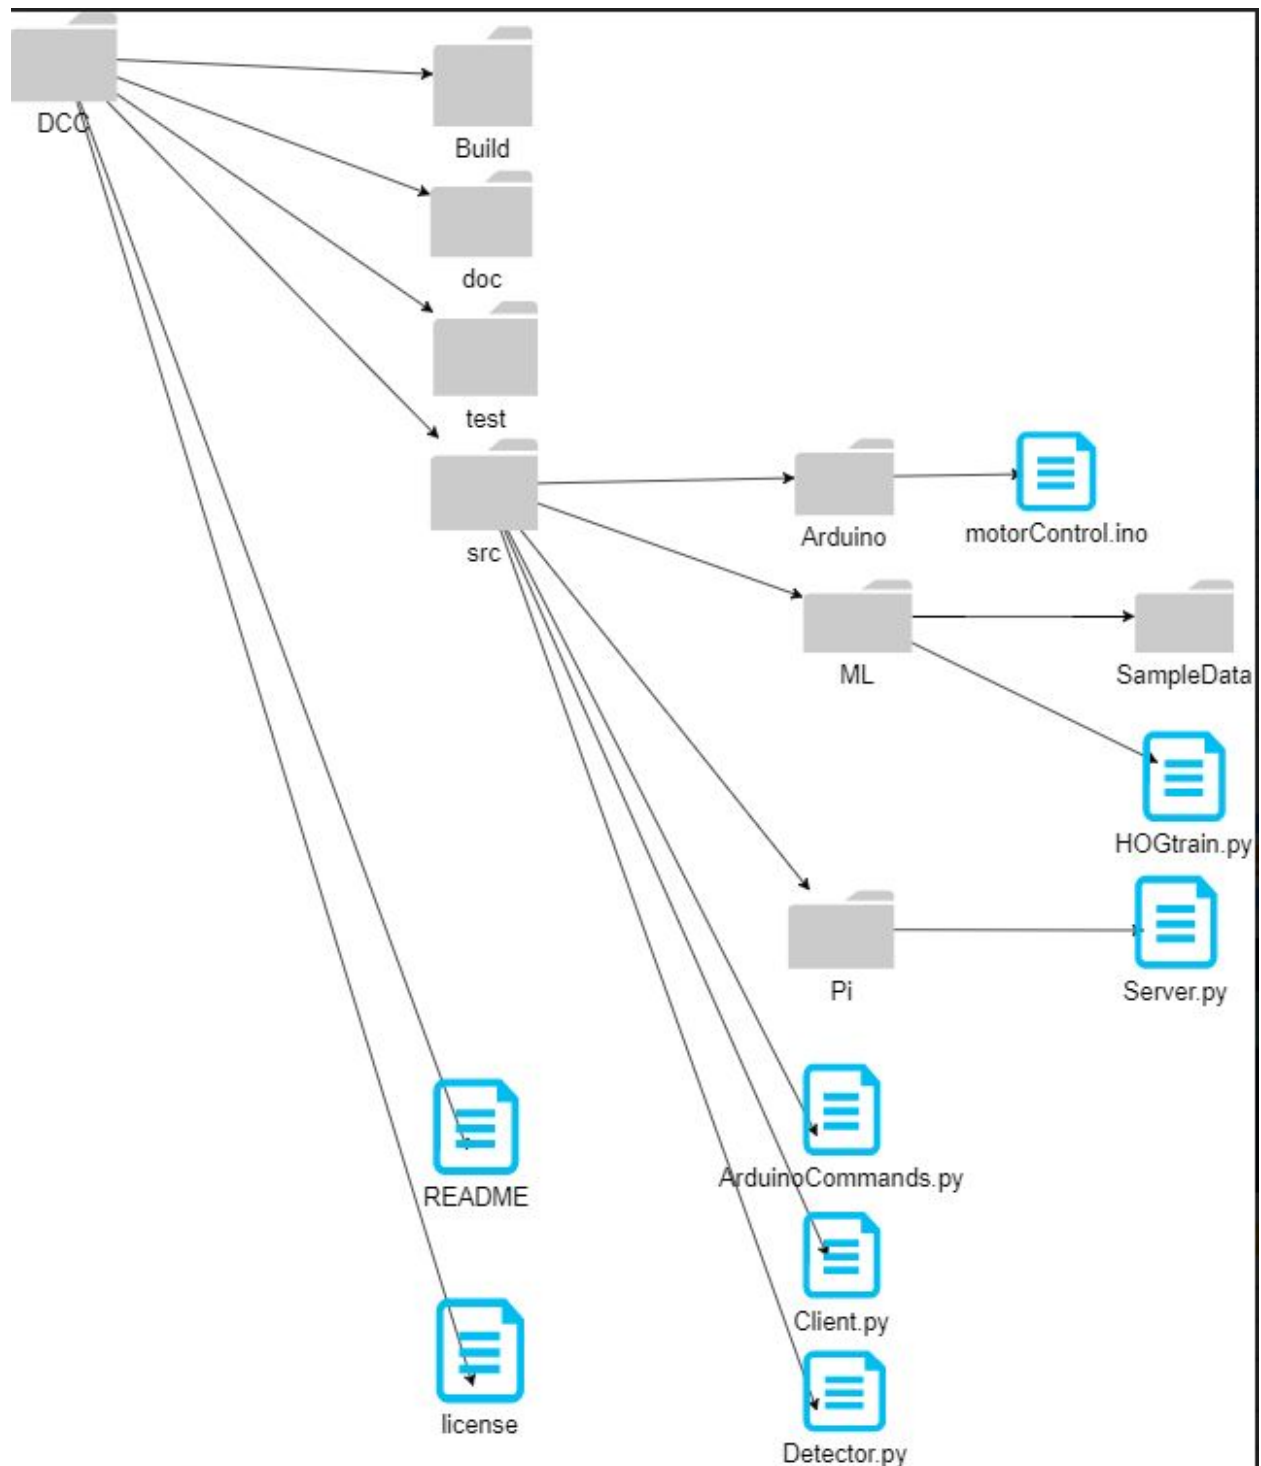 DCC
Build
doc
test
src
Arduino
motorControl.ino
ML
SampleData
HOGtrain.py
Pi
Server.py
README
ArduinoCommands.py
Client.py
license
Detector.py